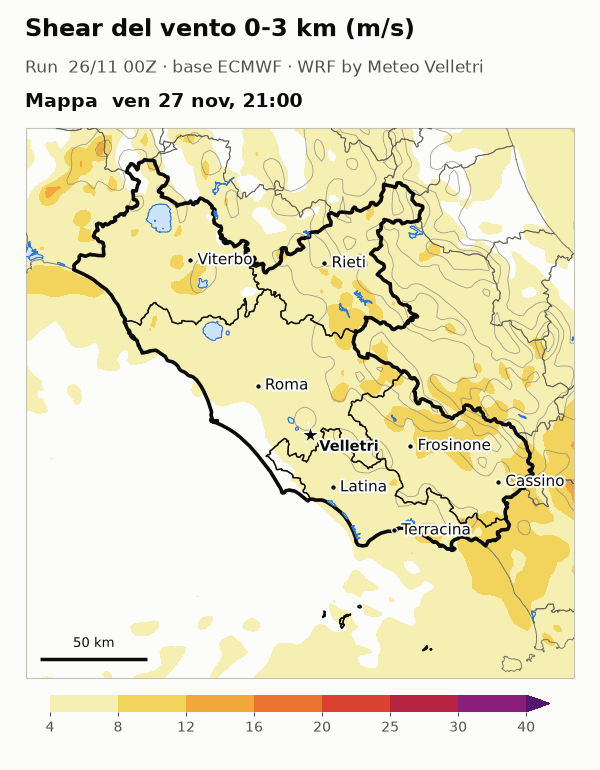 Shear del vento 0-3 km (m/s)
Run  26/11 00Z · base ECMWF · WRF by Meteo Velletri
Mappa  ven 27 nov, 21:00
Viterbo
Rieti
Roma
Velletri
Frosinone
Cassino
Latina
Terracina
50 km
4 8 12 16 20 25 30 40